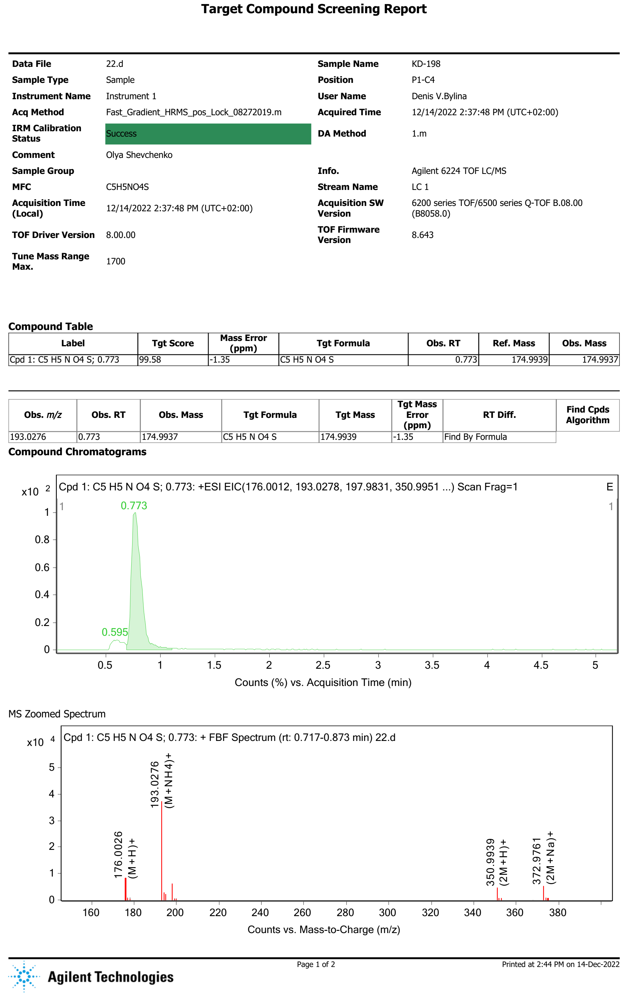 Target Compound Screening Report
Data File 22.d Sample Name KD-198
Sample Type Sample Position P1-C4
Instrument Name Instrument 1 User Name Denis V.Bylina
Acq Method Fast_Gradient_HRMS_pos_Lock_08272019.m Acquired Time 12/14/2022 2:37:48 PM (UTC+02:00)
IRM Calibration
Status Success DA Method 1.m
Comment Olya Shevchenko
Sample Group Info. Agilent 6224 TOF LC/MS
MFC C5H5NO4S Stream Name LC 1
Acquisition Time
(Local) 12/14/2022 2:37:48 PM (UTC+02:00) Acquisition SW
Version 6200 series TOF/6500 series Q-TOF B.08.00
(B8058.0)
TOF Driver Version 8.00.00 TOF Firmware
Version 8.643
Tune Mass Range
Max. 1700
Compound Table
Label Tgt Score Mass Error
(ppm) Tgt Formula Obs. RT Ref. Mass Obs. Mass
Cpd 1: C5 H5 N O4 S; 0.773 99.58 -1.35 C5 H5 N O4 S 0.773 174.9939 174.9937
Obs. m/z Obs. RT Obs. Mass Tgt Formula Tgt Mass Tgt Mass
Error
(ppm) RT Diff. Find Cpds
Algorithm
193.0276 0.773 174.9937 C5 H5 N O4 S 174.9939 -1.35 Find By Formula
Compound Chromatograms
x10 2 Cpd 1: C5 H5 N O4 S; 0.773: +ESI EIC(176.0012, 193.0278, 197.9831, 350.9951 ...) Scan Frag=1 E
1 0.773 1
1
0.8
0.6
0.4
0.2
0.595
0
0.5 1 1.5 2 2.5 3 3.5 4 4.5 5
Counts (%) vs. Acquisition Time (min)
MS Zoomed Spectrum
x10 4 Cpd 1: C5 H5 N O4 S; 0.773: + FBF Spectrum (rt: 0.717-0.873 min) 22.d
5
4
3
2
1
0
176.0026
(M+H)+
193.0276
(M+NH4)+
350.9939
(2M+H)+
372.9761
(2M+Na)+
160 180 200 220 240 260 280 300 320 340 360 380
Counts vs. Mass-to-Charge (m/z)
Page 1 of 2 Printed at 2:44 PM on 14-Dec-2022
Agilent Technologies